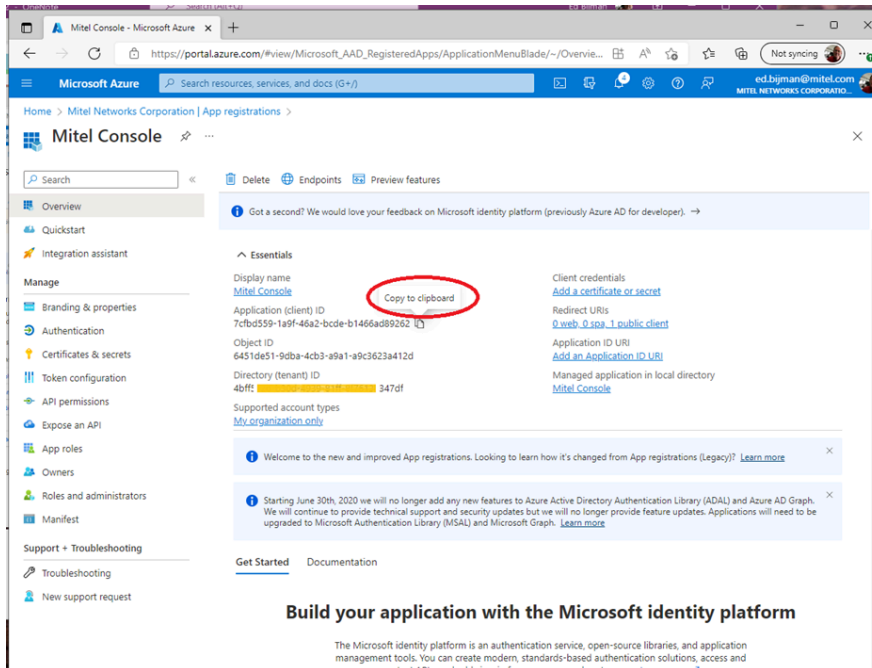 OneNote
Search (Alt+Q)
Mitel Console - Microsoft Azure
https://portal.azure.com/#view/Microsoft_AAD_RegisteredApps/ApplicationMenuBlade/~/Overvie...
Not syncing
Microsoft Azure
Search resources, services, and docs (G+/)
4
ed.bijman@mitel.com
MITEL NETWORKS CORPORATIO...
Home > Mitel Networks Corporation | App registrations >
Mitel Console
Search
Delete
Endpoints
Preview features
Overview
Quickstart
Integration assistant
Manage
Branding & properties
Authentication
Certificates & secrets
Token configuration
API permissions
Expose an API
App roles
Owners
Roles and administrators
Manifest
Support + Troubleshooting
Troubleshooting
New support request
Got a second? We would love your feedback on Microsoft identity platform (previously Azure AD for developer). →
Essentials
Display name
Mitel Console
Copy to clipboard
Application (client) ID
7cfbd559-1a9f-46a2-bcde-b1466ad89262
Object ID
6451de51-9dba-4cb3-a9a1-a9c3623a412d
Directory (tenant) ID
4bff5 347df
Supported account types
My organization only
Client credentials
Add a certificate or secret
Redirect URIs
0 web, 0 spa, 1 public client
Application ID URI
Add an Application ID URI
Managed application in local directory
Mitel Console
Welcome to the new and improved App registrations. Looking to learn how it's changed from App registrations (Legacy)? Learn more
Starting June 30th, 2020 we will no longer add any new features to Azure Active Directory Authentication Library (ADAL) and Azure AD Graph.
We will continue to provide technical support and security updates but we will no longer provide feature updates. Applications will need to be
upgraded to Microsoft Authentication Library (MSAL) and Microsoft Graph. Learn more
Get Started
Documentation
Build your application with the Microsoft identity platform
The Microsoft identity platform is an authentication service, open-source libraries, and application
management tools. You can create modern, standards-based authentication solutions, access and